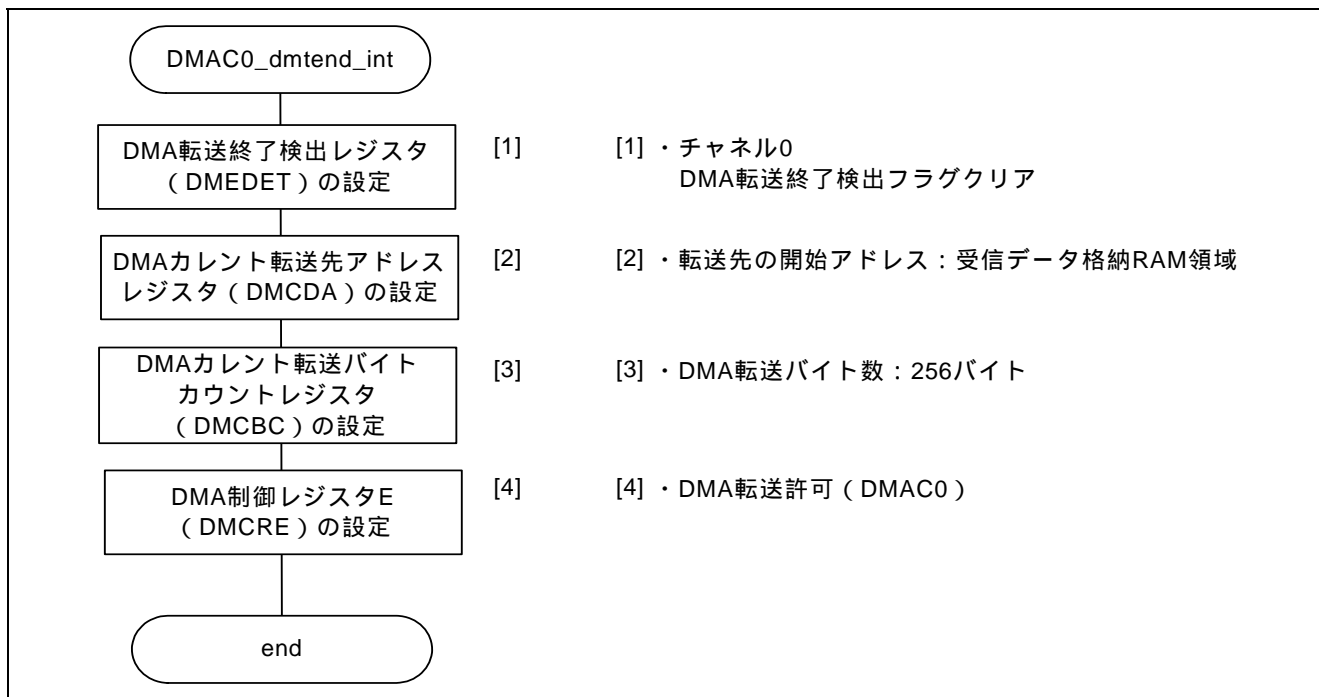 DMAC0_dmtend_int
DMA転送終了検出レジスタ
（DMEDET）の設定
[1]
[1] ・チャネル0
DMA転送終了検出フラグクリア
DMAカレント転送先アドレス
レジスタ（DMCDA）の設定
[2]
[2] ・転送先の開始アドレス：受信データ格納RAM領域
DMAカレント転送バイト
カウントレジスタ
（DMCBC）の設定
[3]
[3] ・DMA転送バイト数：256バイト
DMA制御レジスタE
（DMCRE）の設定
[4]
[4] ・DMA転送許可（DMAC0）
end